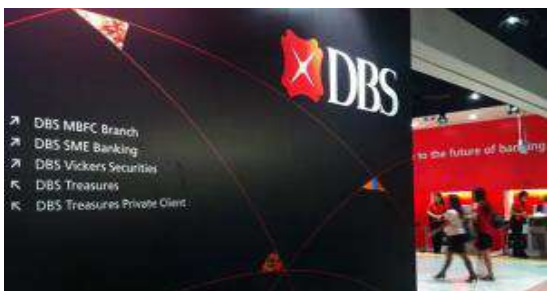 DBS
DBS MBFC Branch
DBS SME Banking
DBS Vickers Securities
DBS Treasures
DBS Treasures Private Client
to the future of banking